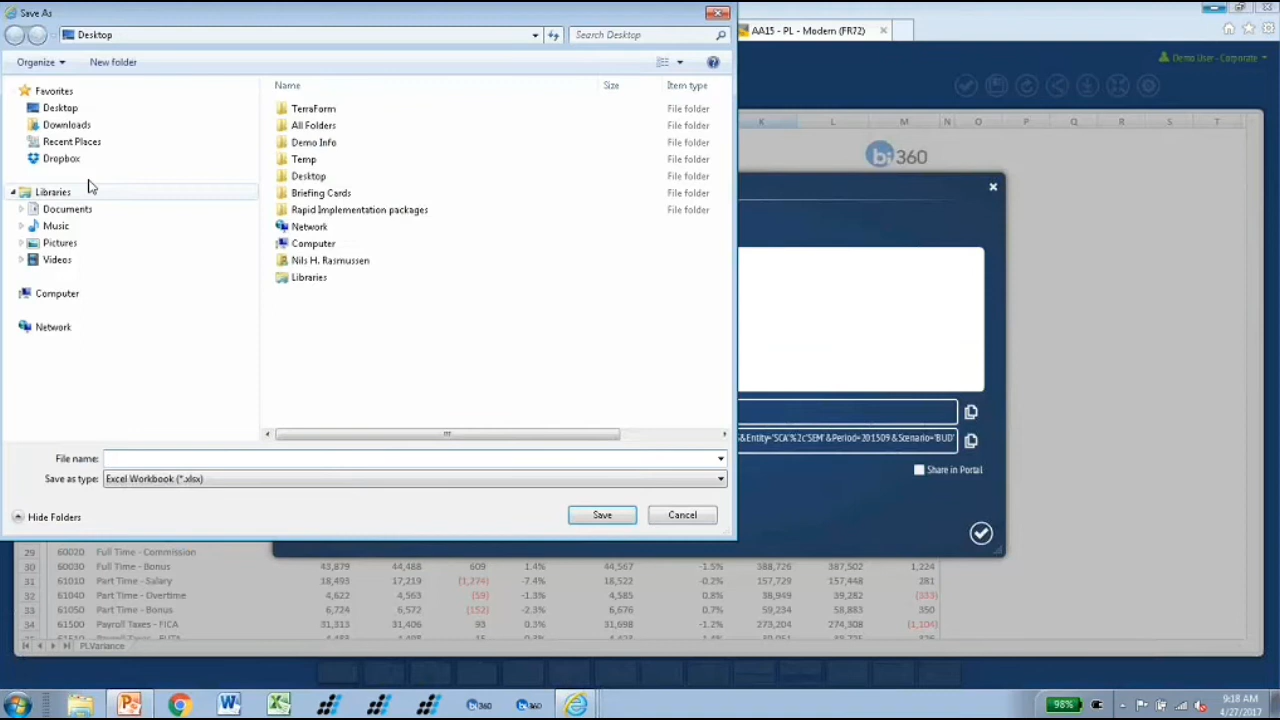 Save As
AA15 - PL - Modern (FR72)
Desktop
Search Desktop
Organize
New folder
Demo User - Corporate
Favorites
Desktop
Downloads
Recent Places
Dropbox
Libraries
Documents
Music
Pictures
Videos
Computer
Network
Name Size Item type
TerraForm File folder
All Folders File folder
Demo Info File folder
Temp File folder
Desktop File folder
Briefing Cards File folder
Rapid Implementation packages File folder
Network
Computer
Nils H. Rasmussen
Libraries
K L M N O P Q R S T
bi360
File name:
Save as type: Excel Workbook (*.xlsx)
Hide Folders
Save
Cancel
&Entity='SCA'%2c'SEM'&Period=201509&Scenario='BUD'
Share in Portal
29 60020 Full Time - Commission
30 60030 Full Time - Bonus 43,879 44,488 609 1.4% 44,567 -1.5% 388,726 387,502 1,224
31 61010 Part Time - Salary 18,493 17,219 (1,274) -7.4% 18,522 -0.2% 157,729 157,448 281
32 61040 Part Time - Overtime 4,622 4,563 (59) -1.3% 4,585 0.8% 38,949 39,282 (333)
33 61050 Part Time - Bonus 6,724 6,572 (152) -2.3% 6,676 0.7% 59,234 58,883 350
34 61500 Payroll Taxes - FICA 31,313 31,406 93 0.3% 31,698 -1.2% 273,204 274,308 (1,104)
PLVariance
bi360
bi360
98%
9:18 AM
4/27/2017